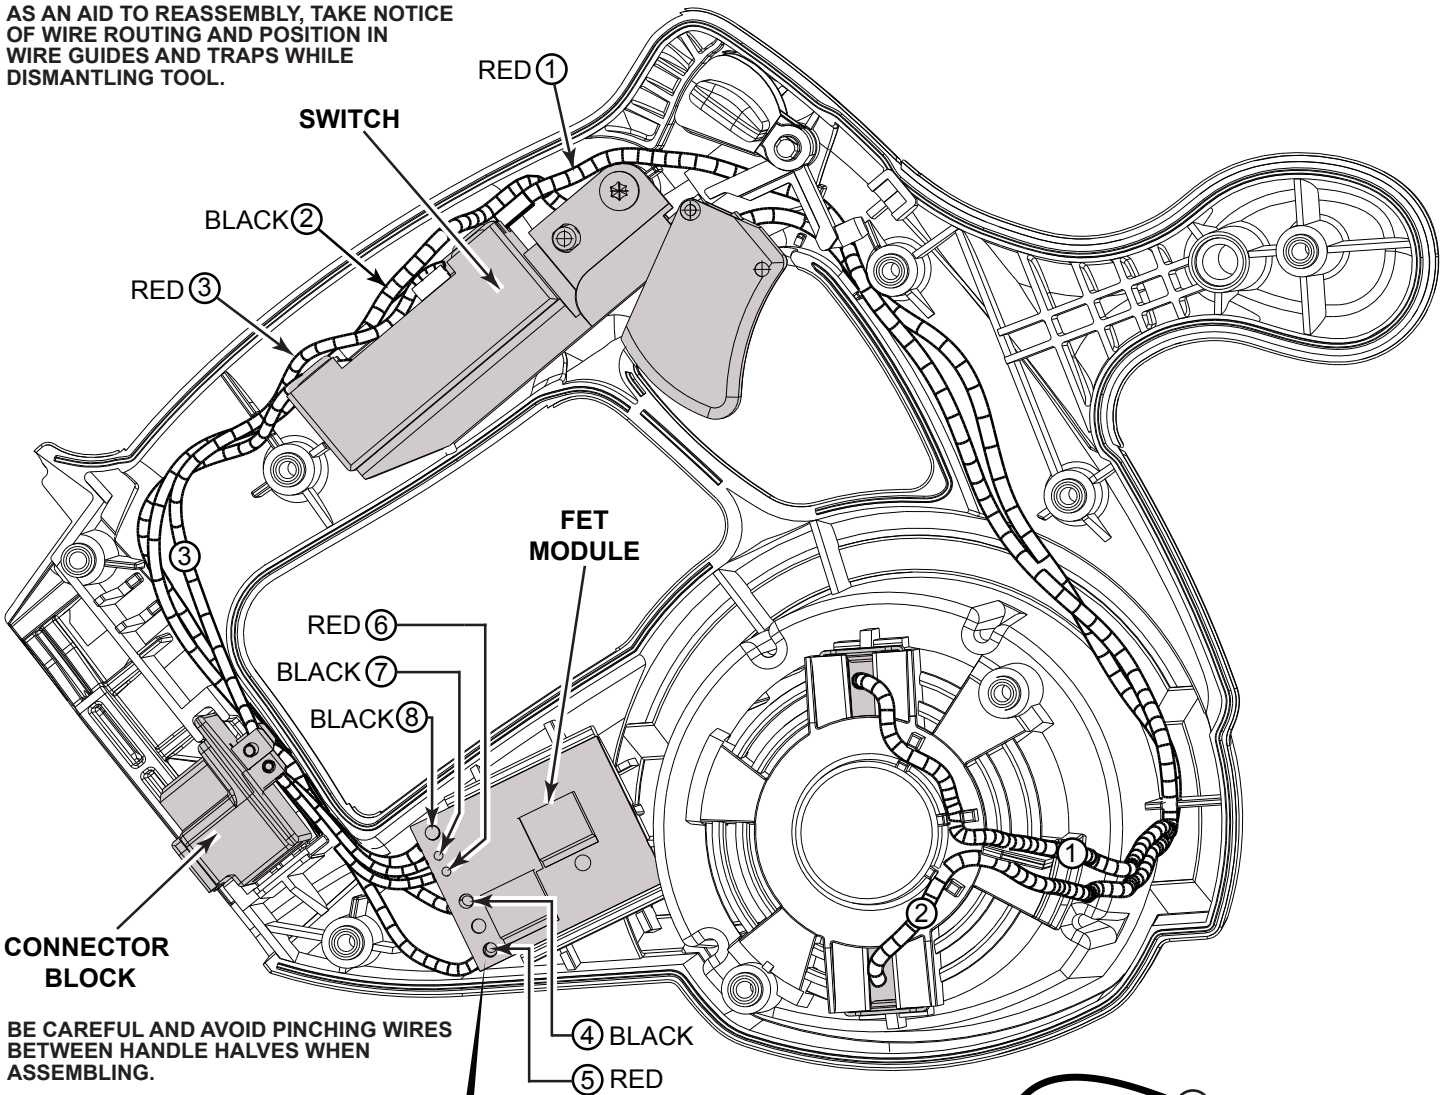 AS AN AID TO REASSEMBLY, TAKE NOTICE
OF WIRE ROUTING AND POSITION IN
WIRE GUIDES AND TRAPS WHILE
DISMANTLING TOOL.
RED 1
SWITCH
BLACK 2
RED 3
3
FET
MODULE
RED 6
BLACK 7
BLACK 8
1
2
CONNECTOR
BLOCK
4 BLACK
5 RED
BE CAREFUL AND AVOID PINCHING WIRES
BETWEEN HANDLE HALVES WHEN
ASSEMBLING.